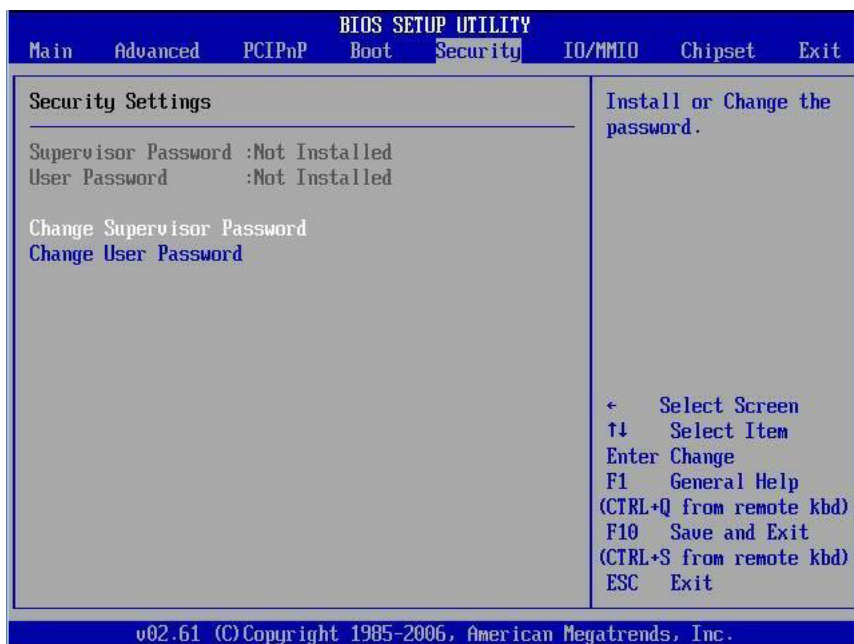 BIOS SETUP UTILITY
Main Advanced PCIPnP Boot Security IO/MMIO Chipset Exit
Security Settings
Supervisor Password :Not Installed
User Password :Not Installed
Change Supervisor Password
Change User Password
Install or Change the
password.
← Select Screen
↑↓ Select Item
Enter Change
F1 General Help
(CTRL+Q from remote kbd)
F10 Save and Exit
(CTRL+S from remote kbd)
ESC Exit
v02.61 (C)Copyright 1985-2006, American Megatrends, Inc.